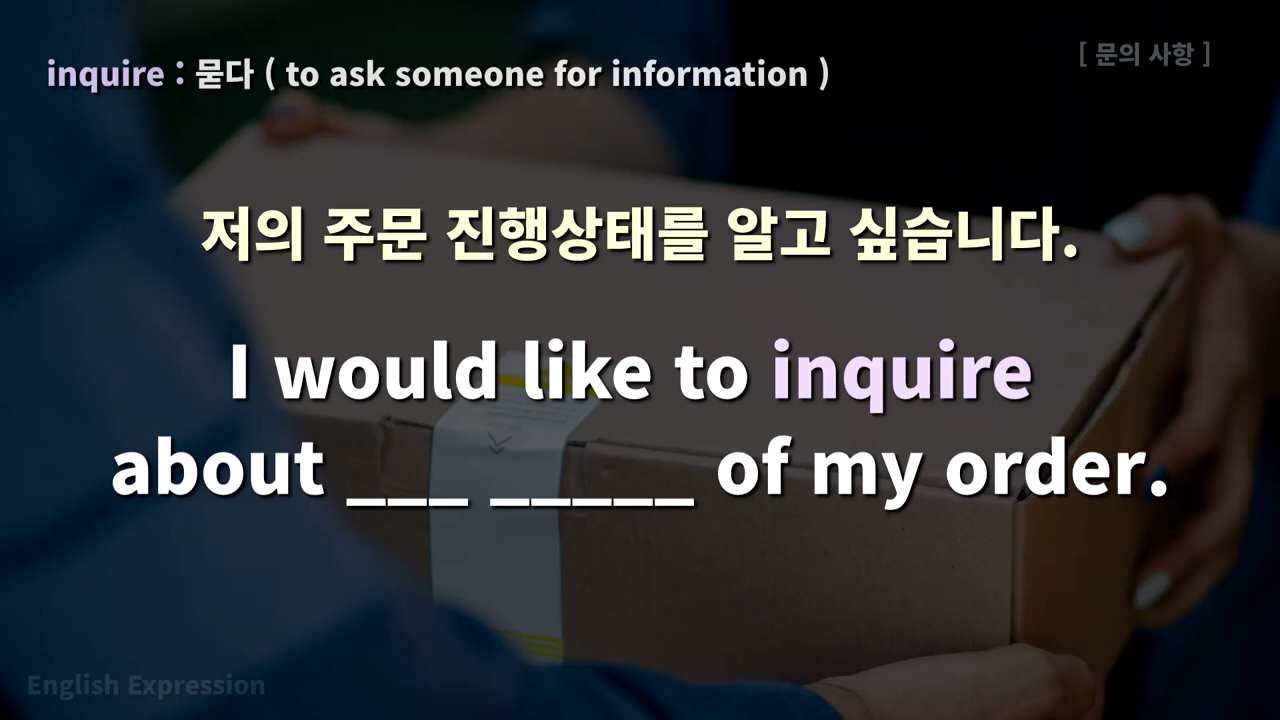 inquire : 묻다 ( to ask someone for information )
[ 문의 사항 ]
저의 주문 진행상태를 알고 싶습니다.
I would like to inquire
about ___ _____ of my order.
English Expression